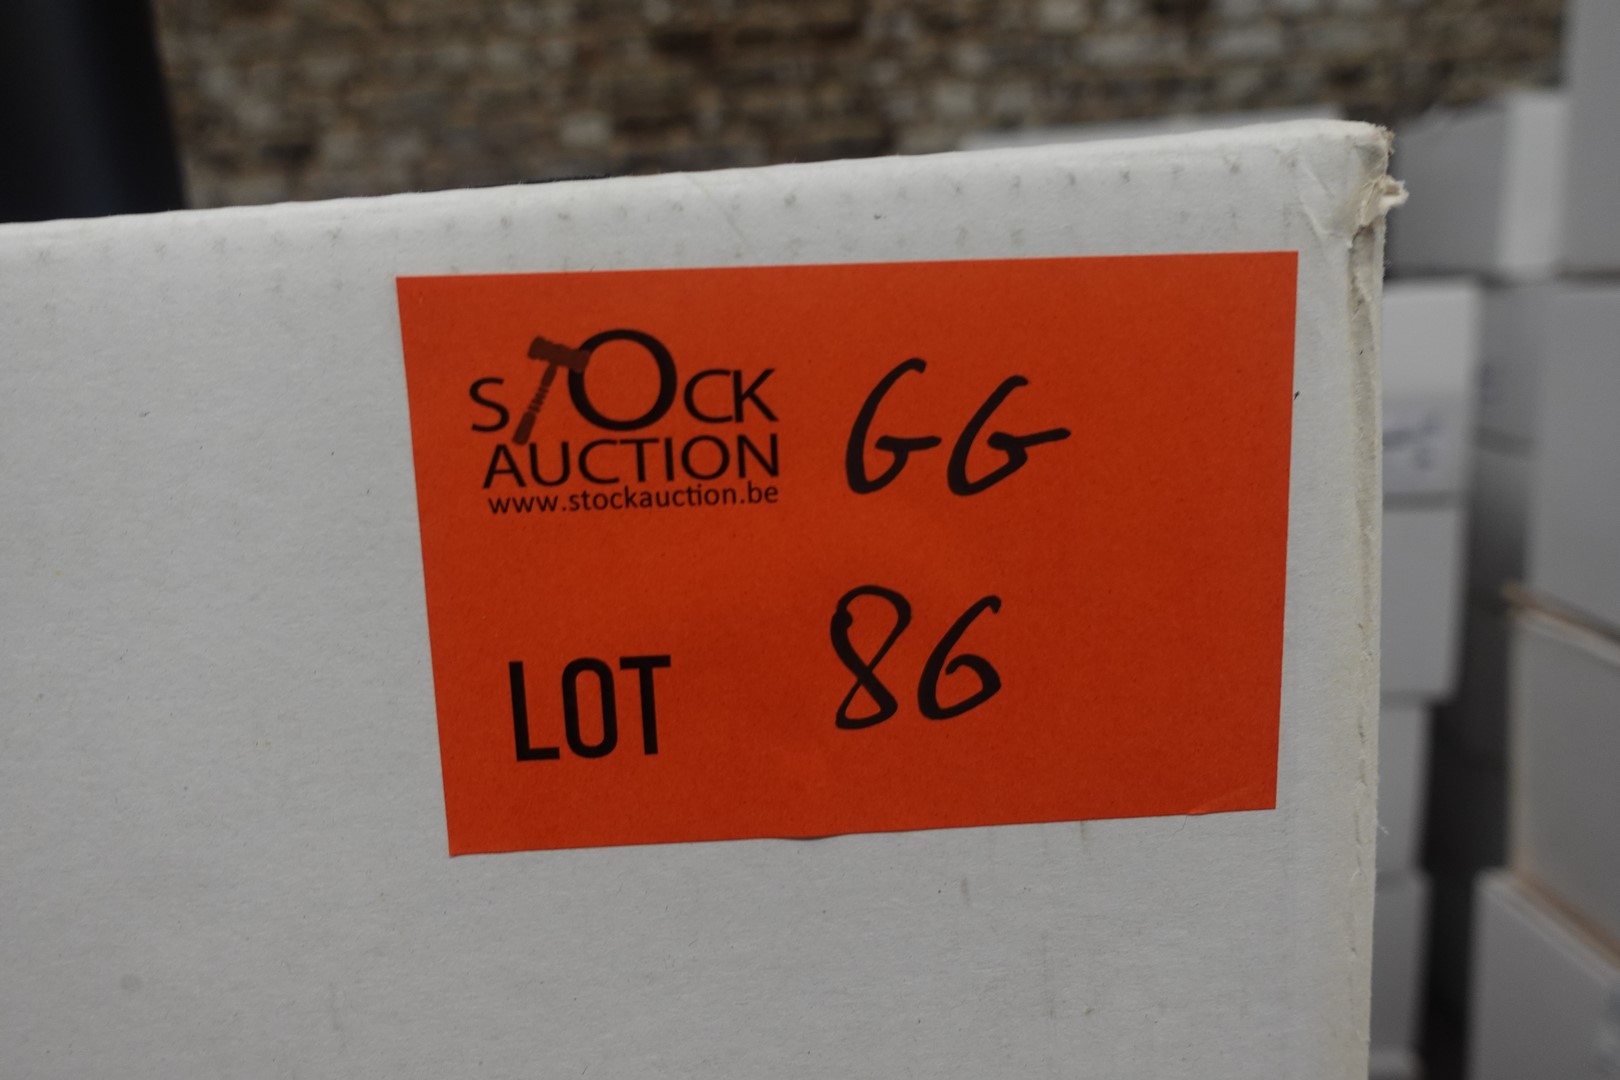 STOCK
AUCTION
www.stockauction.be
GG
LOT 86